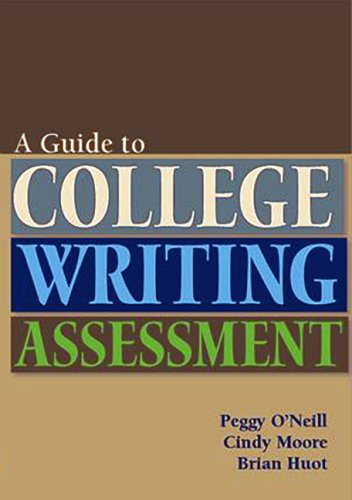 A Guide to
COLLEGE
WRITING
ASSESSMENT
Peggy O'Neill
Cindy Moore
Brian Huot